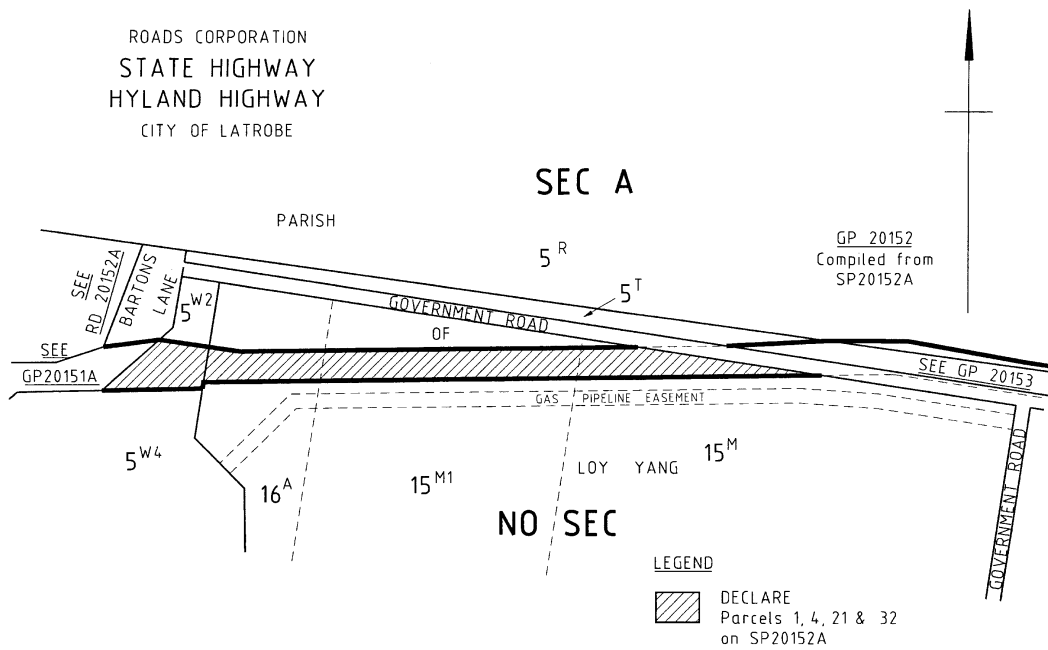 ROADS CORPORATION
STATE HIGHWAY
HYLAND HIGHWAY
CITY OF LATROBE
SEC A
PARISH
5 R
GP 20152
Compiled from
SP20152A
SEE
RD 20152A
BARTONS
LANE
5 W2
GOVERNMENT ROAD
5 T
OF
SEE
GP20151A
SEE GP 20153
GAS PIPELINE EASEMENT
5 W4
16 A
15 M1
LOY YANG
15 M
NO SEC
GOVERNMENT ROAD
LEGEND
DECLARE
Parcels 1, 4, 21 & 32
on SP20152A